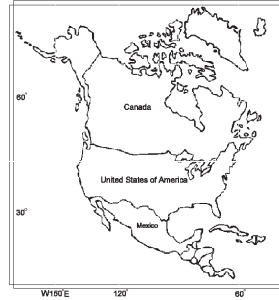 60°
Canada
United States of America
30°
Mexico
W150°E 120° 60°